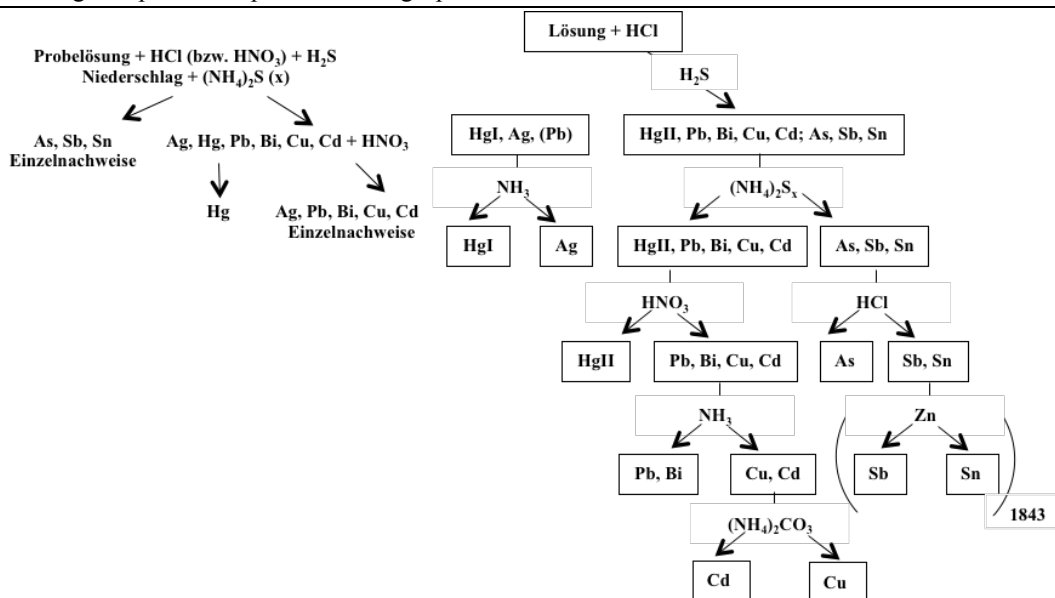 Probelösung + HCl (bzw. HNO₃) + H₂S
Niederschlag + (NH₄)₂S (x)
As, Sb, Sn
Einzelnachweise
Ag, Hg, Pb, Bi, Cu, Cd + HNO₃
Hg
Ag, Pb, Bi, Cu, Cd
Einzelnachweise
Lösung + HCl
H₂S
HgI, Ag, (Pb)
HgII, Pb, Bi, Cu, Cd; As, Sb, Sn
NH₃
(NH₄)₂Sₓ
HgI
Ag
HgII, Pb, Bi, Cu, Cd
As, Sb, Sn
HNO₃
HCl
HgII
Pb, Bi, Cu, Cd
As
Sb, Sn
NH₃
Zn
Pb, Bi
Cu, Cd
Sb
Sn
1843
(NH₄)₂CO₃
Cd
Cu